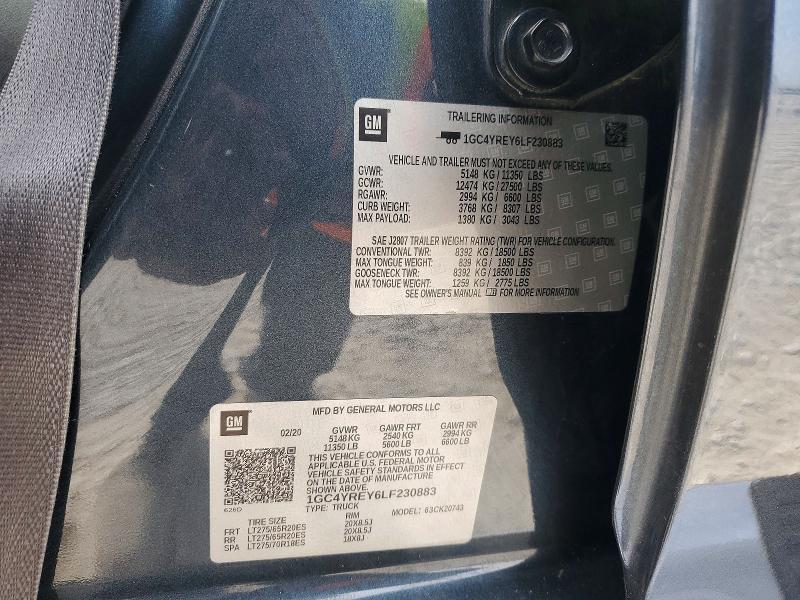 GM
TRAILERING INFORMATION
1GC4YREY6LF230883
VEHICLE AND TRAILER MUST NOT EXCEED ANY OF THESE VALUES.
GVWR: 5148 KG / 11350 LBS
GCWR: 12474 KG / 27500 LBS
RGAWR: 2994 KG / 6600 LBS
CURB WEIGHT: 3768 KG / 8307 LBS
MAX PAYLOAD: 1380 KG / 3043 LBS
SAE J2807 TRAILER WEIGHT RATING (TWR) FOR VEHICLE CONFIGURATION.
CONVENTIONAL TWR: 8392 KG / 18500 LBS
MAX TONGUE WEIGHT: 839 KG / 1850 LBS
GOOSENECK TWR: 8392 KG / 18500 LBS
MAX TONGUE WEIGHT: 1259 KG / 2775 LBS
SEE OWNER'S MANUAL FOR MORE INFORMATION
GM
MFD BY GENERAL MOTORS LLC
02/20 GVWR GAWR FRT GAWR RR
5148 KG 2540 KG 2994 KG
11350 LB 5600 LB 6600 LB
THIS VEHICLE CONFORMS TO ALL
APPLICABLE U.S. FEDERAL MOTOR
VEHICLE SAFETY STANDARDS IN EFFECT
ON THE DATE OF MANUFACTURE
SHOWN ABOVE.
1GC4YREY6LF230883
626D
TYPE: TRUCK MODEL: 63CK20743
TIRE SIZE RIM
FRT LT275/65R20ES 20X8.5J
RR LT275/65R20ES 20X8.5J
SPA LT275/70R18ES 18X8J